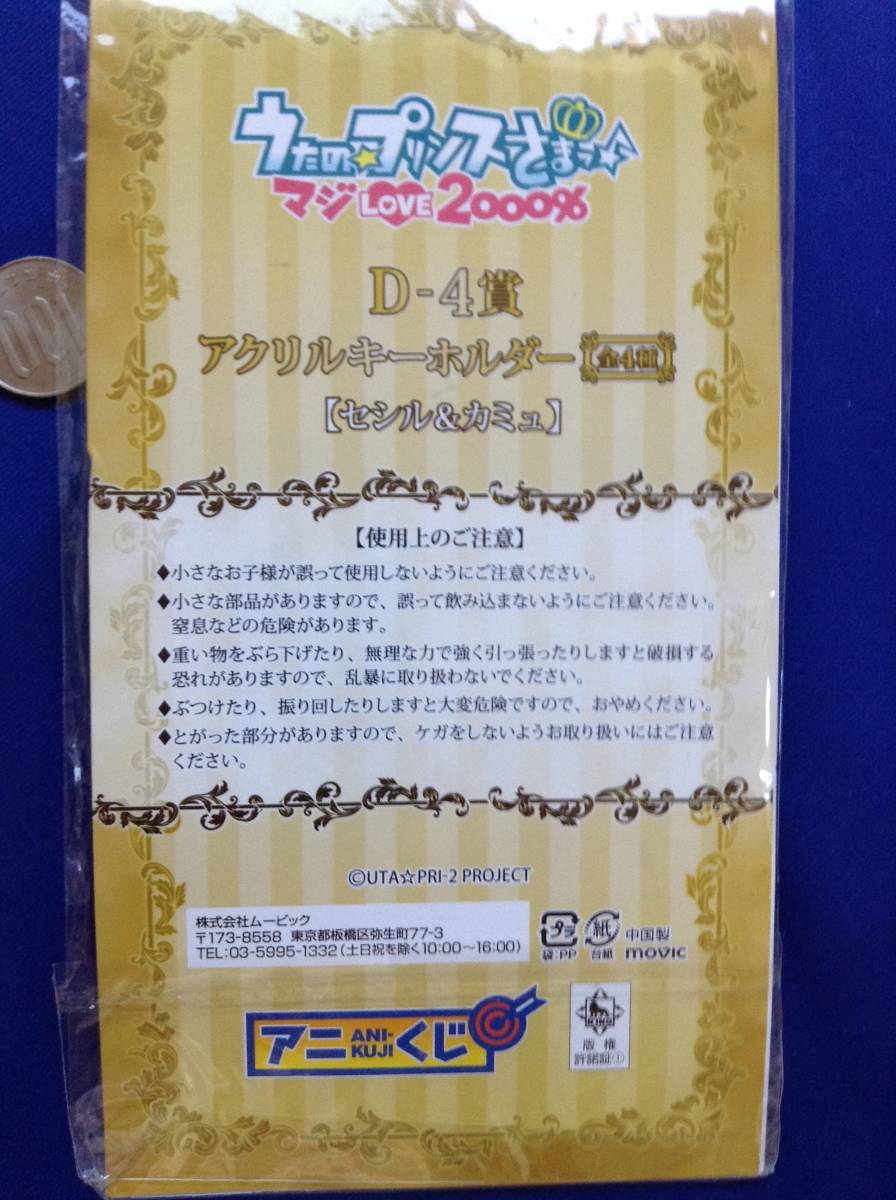 うたの☆プリンスさまっ♪
マジLOVE2000%
D-4賞
アクリルキーホルダー 全4種
【セシル&カミュ】
【使用上のご注意】
◆小さなお子様が誤って使用しないようにご注意ください。
◆小さな部品がありますので、誤って飲み込まないようにご注意ください。
窒息などの危険があります。
◆重い物をぶら下げたり、無理な力で強く引っ張ったりしますと破損する
恐れがありますので、乱暴に取り扱わないでください。
◆ぶつけたり、振り回したりしますと大変危険ですので、おやめください。
◆とがった部分がありますので、ケガをしないようお取り扱いにはご注意
ください。
©UTA☆PRI-2 PROJECT
株式会社ムービック
〒173-8558 東京都板橋区弥生町77-3
TEL:03-5995-1332(土日祝を除く10:00～16:00)
プラ 紙 中国製
袋:PP 台紙 movic
アニ ANI-KUJI くじ
KING
版権
許諾証①
100